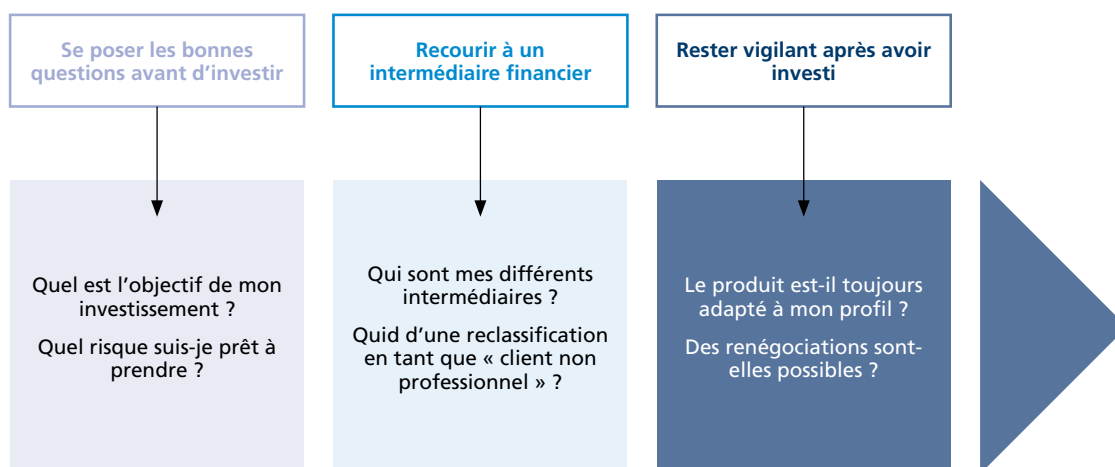 Se poser les bonnes
questions avant d’investir
Recourir à un
intermédiaire financier
Rester vigilant après avoir
investi
Quel est l’objectif de mon
investissement ?
Quel risque suis-je prêt à
prendre ?
Qui sont mes différents
intermédiaires ?
Quid d’une reclassification
en tant que « client non
professionnel » ?
Le produit est-il toujours
adapté à mon profil ?
Des renégociations sont-
elles possibles ?